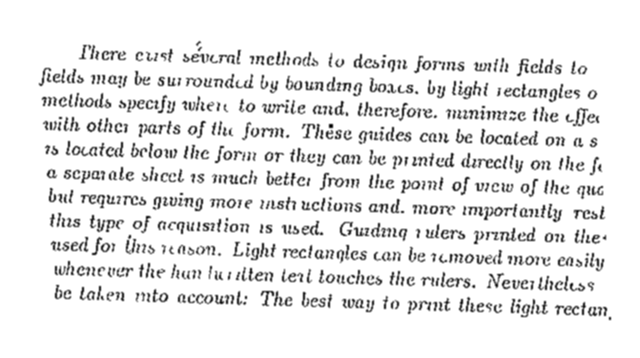 There exist several methods to design forms with fields to
fields may be surrounded by bounding boxes, by light rectangles o
methods specify where to write and, therefore, minimize the effec
with other parts of the form. These guides can be located on a s
is located below the form or they can be printed directly on the fo
a separate sheet is much better from the point of view of the qua
but requires giving more instructions and, more importantly rest
this type of acquisition is used. Guiding rulers printed on the
used for this reason. Light rectangles can be removed more easily
whenever the handwritten text touches the rulers. Nevertheless
be taken into account: The best way to print these light rectan